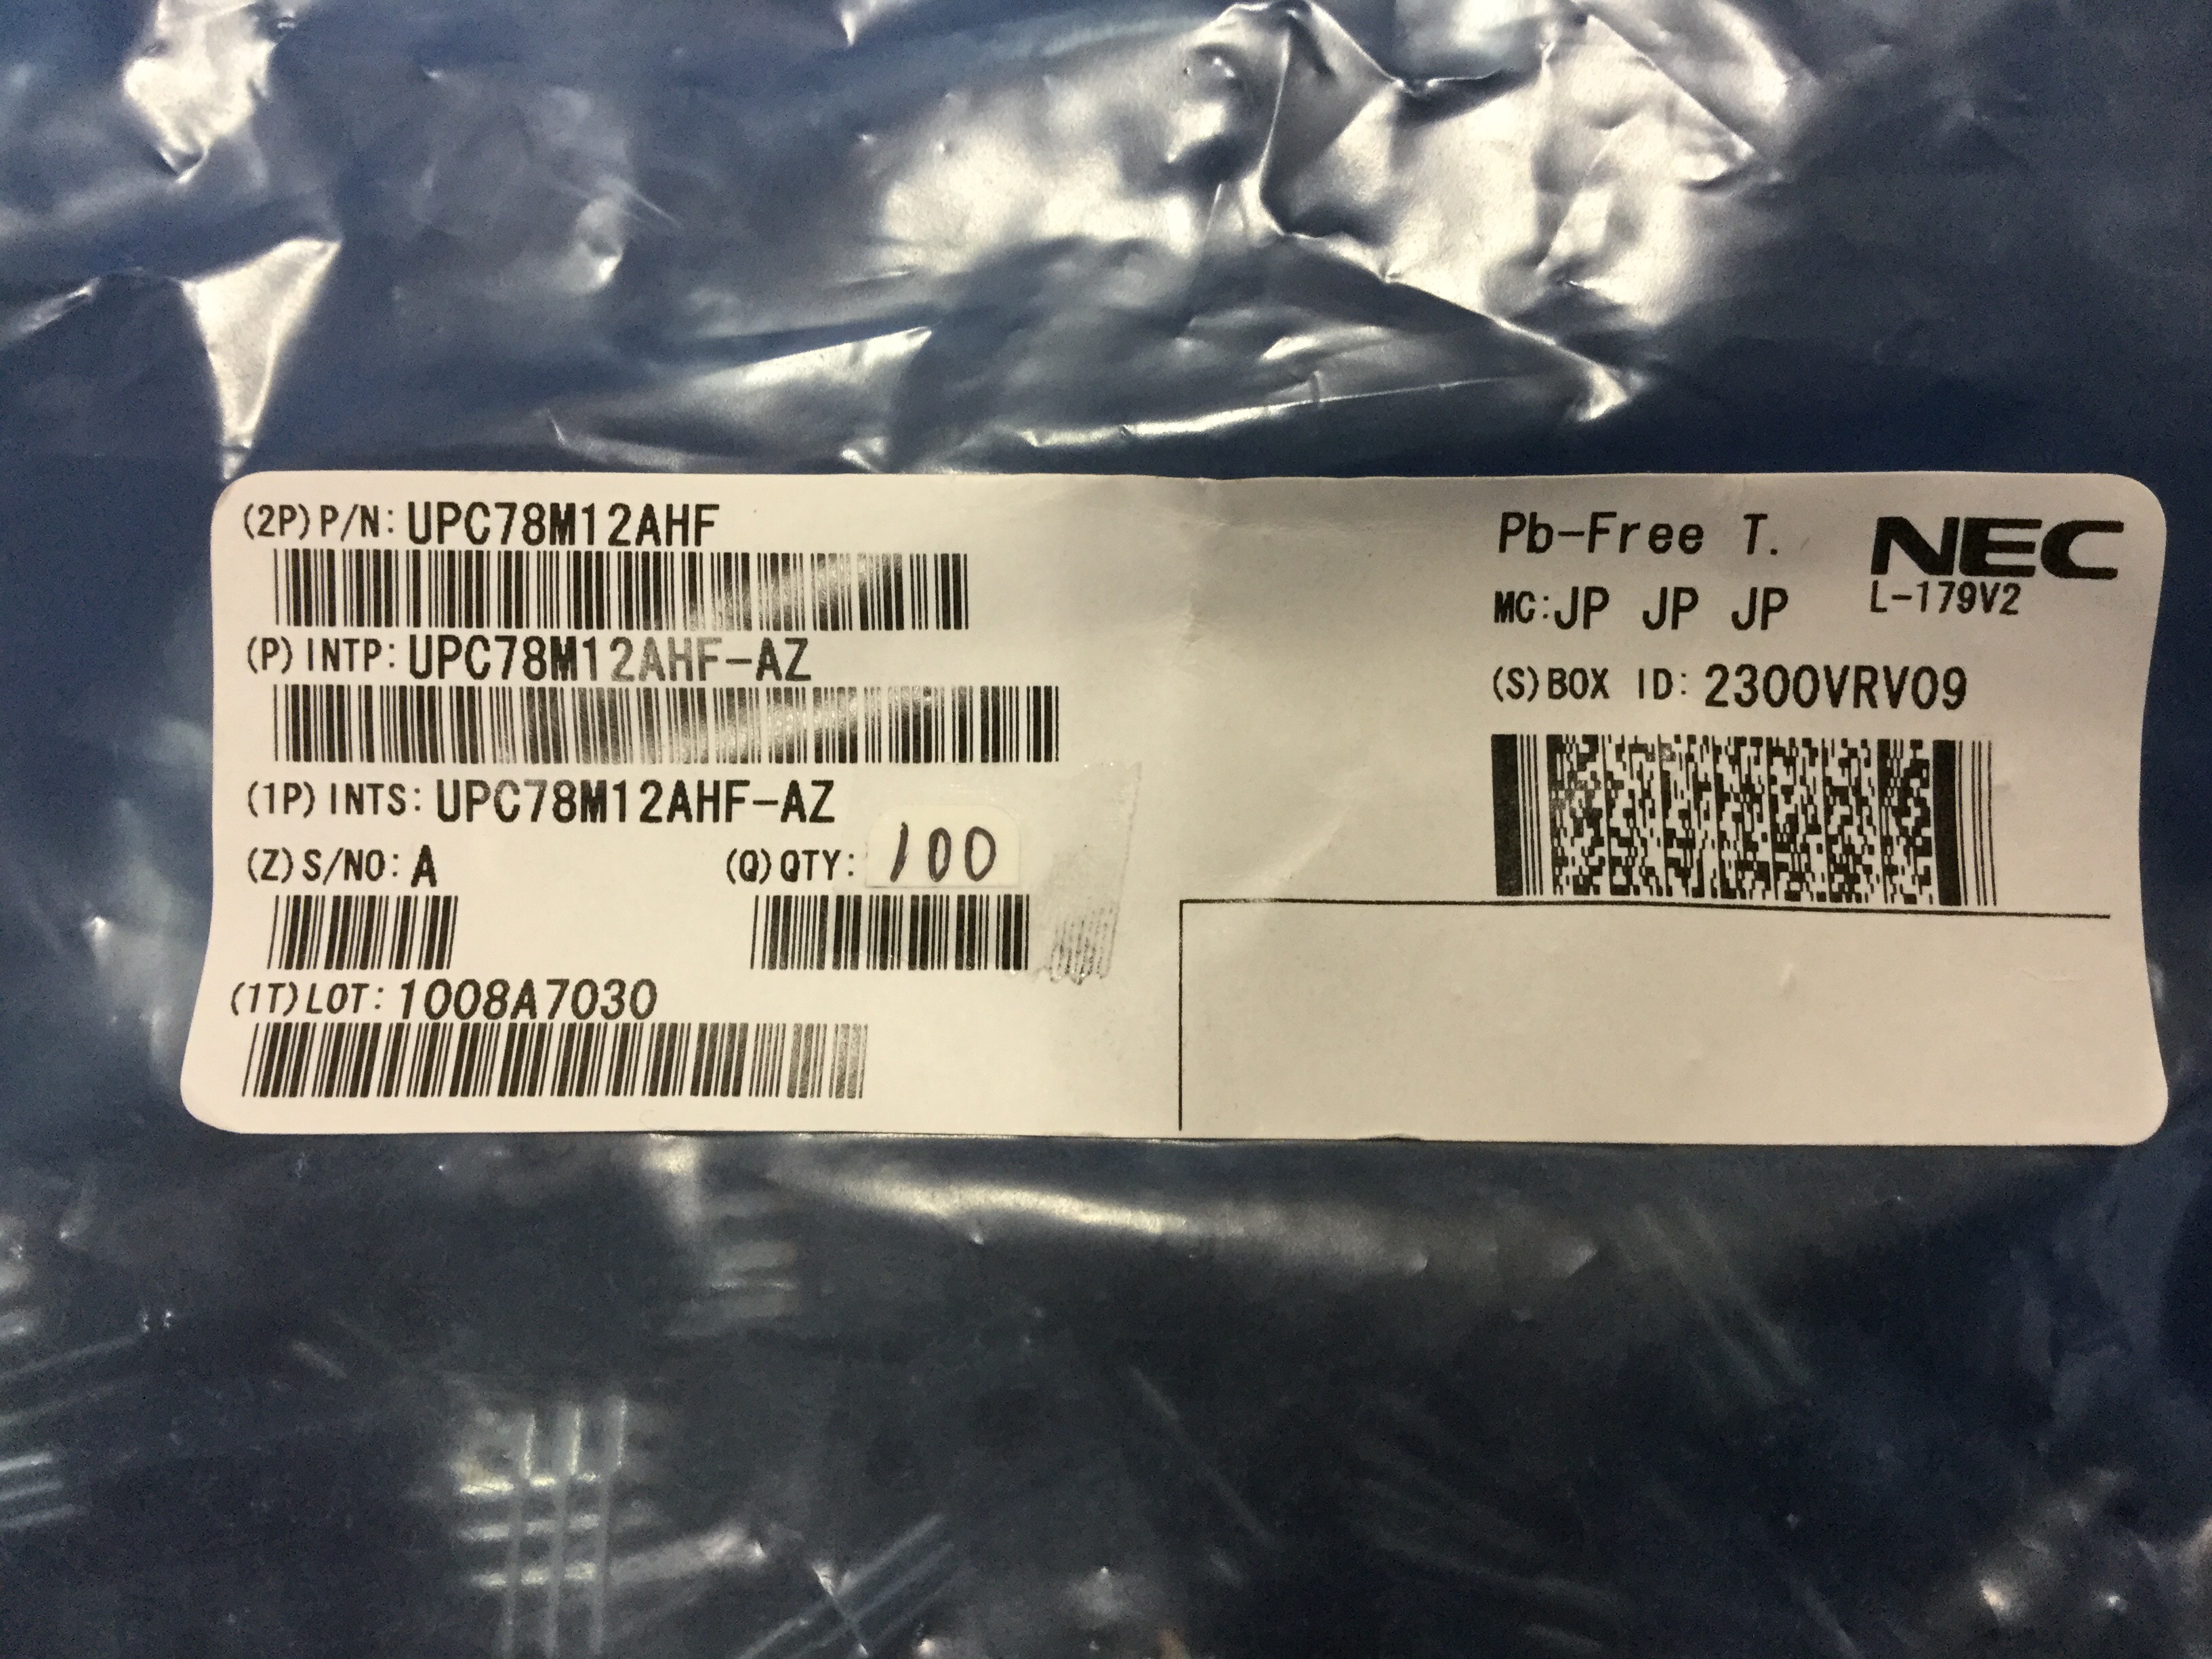 (2P) P/N: UPC78M12AHF
(P) INTP: UPC78M12AHF-AZ
(1P) INTS: UPC78M12AHF-AZ
(Z) S/NO: A (Q) QTY: 100
(1T) LOT: 1008A7030
Pb-Free T. NEC
L-179V2
MC: JP JP JP
(S) BOX ID: 2300VRV09